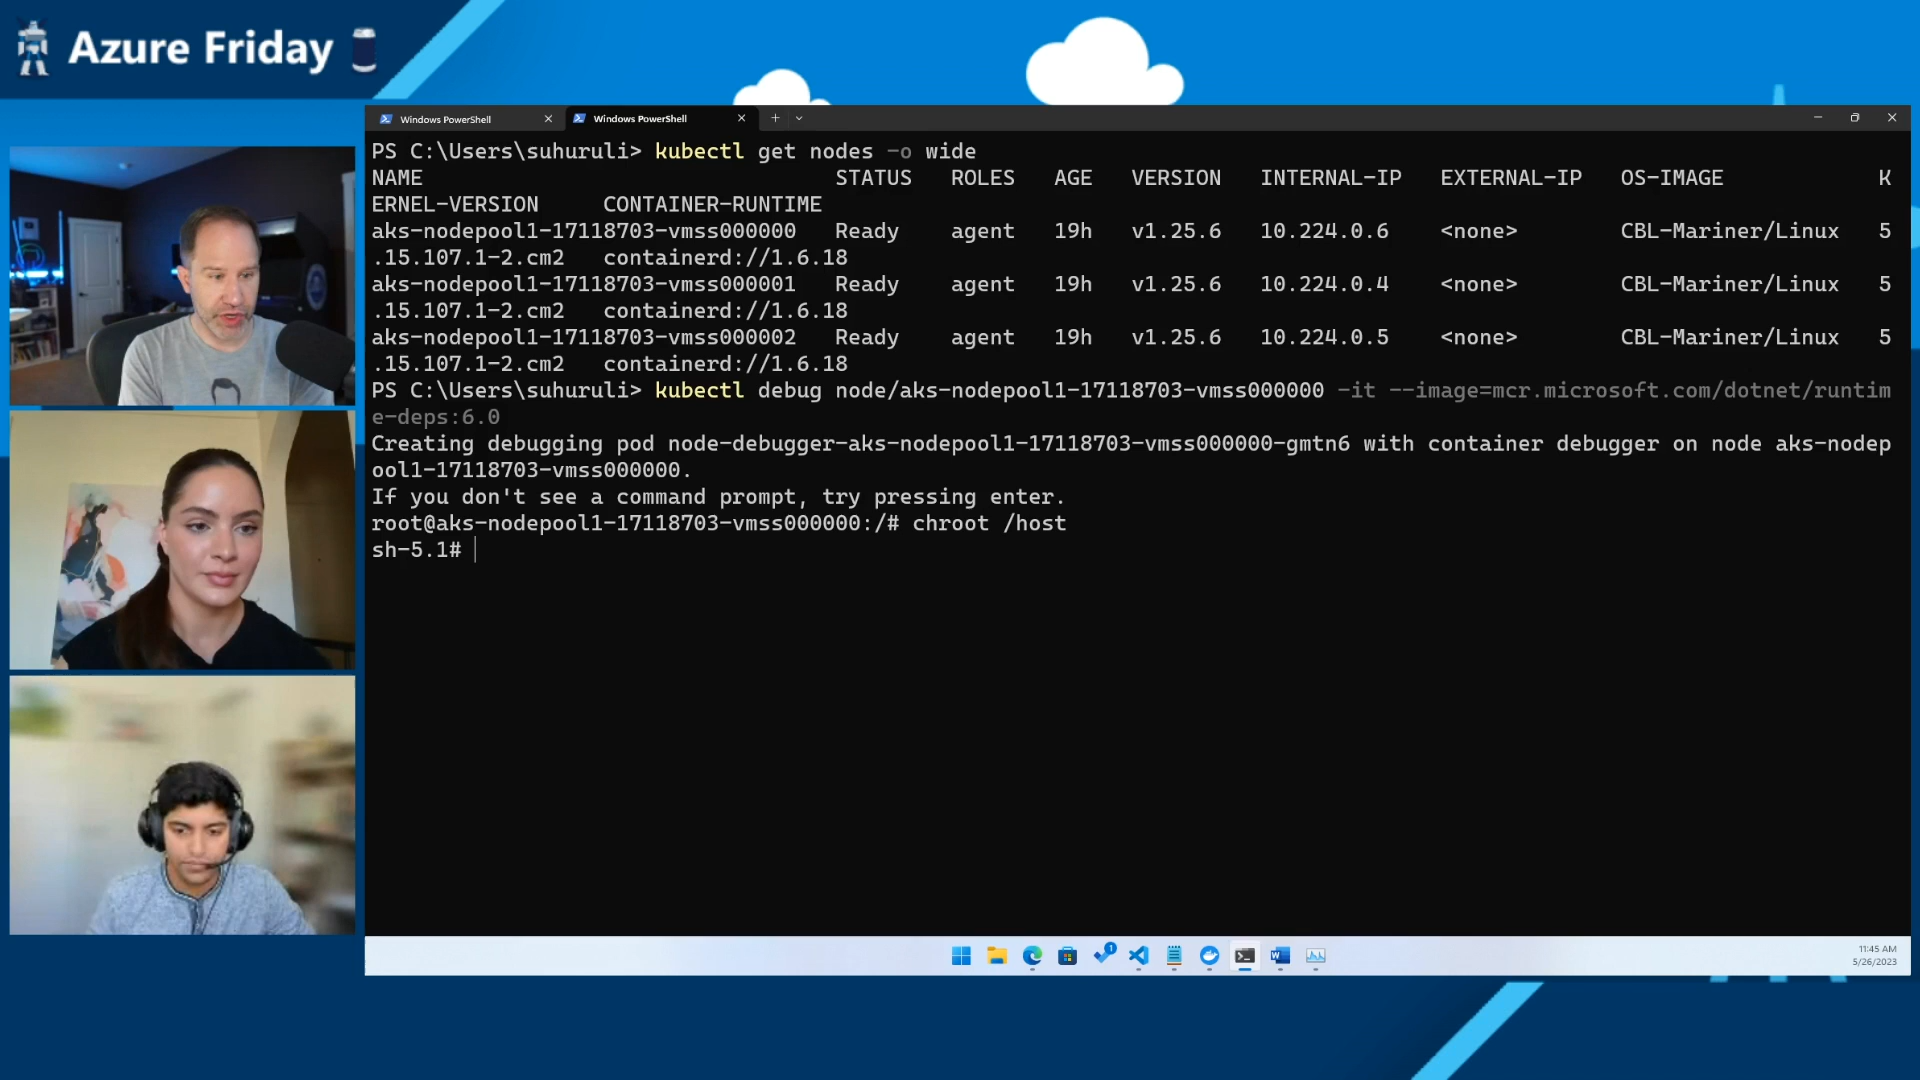 Azure Friday
Windows PowerShell
Windows PowerShell
PS C:\Users\suhuruli> kubectl get nodes -o wide
NAME STATUS ROLES AGE VERSION INTERNAL-IP EXTERNAL-IP OS-IMAGE K
ERNEL-VERSION CONTAINER-RUNTIME
aks-nodepool1-17118703-vmss000000 Ready agent 19h v1.25.6 10.224.0.6 <none> CBL-Mariner/Linux 5
.15.107.1-2.cm2 containerd://1.6.18
aks-nodepool1-17118703-vmss000001 Ready agent 19h v1.25.6 10.224.0.4 <none> CBL-Mariner/Linux 5
.15.107.1-2.cm2 containerd://1.6.18
aks-nodepool1-17118703-vmss000002 Ready agent 19h v1.25.6 10.224.0.5 <none> CBL-Mariner/Linux 5
.15.107.1-2.cm2 containerd://1.6.18
PS C:\Users\suhuruli> kubectl debug node/aks-nodepool1-17118703-vmss000000 -it --image=mcr.microsoft.com/dotnet/runtim
e-deps:6.0
Creating debugging pod node-debugger-aks-nodepool1-17118703-vmss000000-gmtn6 with container debugger on node aks-nodep
ool1-17118703-vmss000000.
If you don't see a command prompt, try pressing enter.
root@aks-nodepool1-17118703-vmss000000:/# chroot /host
sh-5.1#
1
11:45 AM
5/26/2023